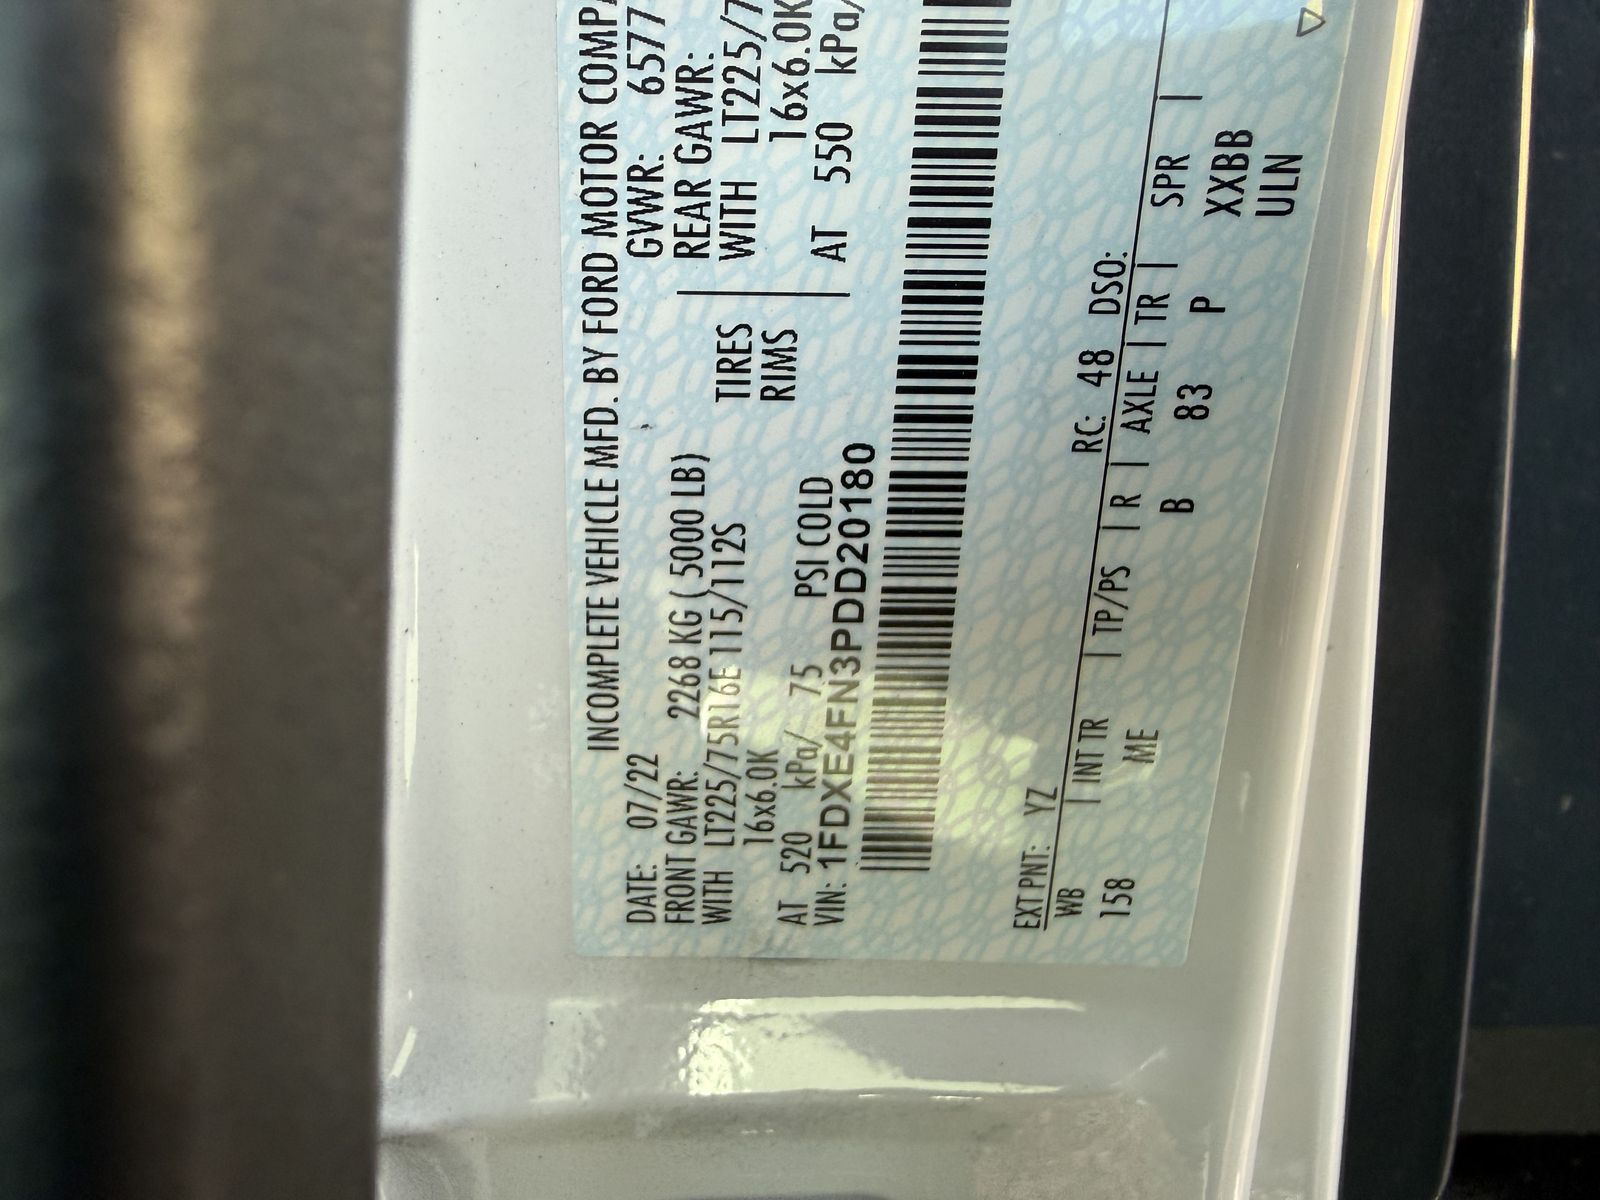 INCOMPLETE VEHICLE MFD. BY FORD MOTOR
DATE: 07/22 GVWR: 6577
FRONT GAWR: 2268 KG ( 5000 LB) REAR GAWR:
WITH LT225/75R16E 115/112S TIRES WITH LT225/7
16x6.0K RIMS 16x6.0K
AT 520 kPa/ 75 PSI COLD AT 550 kPa/
VIN: 1FDXE4FN3PDD20180
EXT PNT: YZ RC: 48 DSO:
WB | INT TR | TP/PS | R | AXLE | TR | SPR |
158 ME B 83 P XXBB
ULN